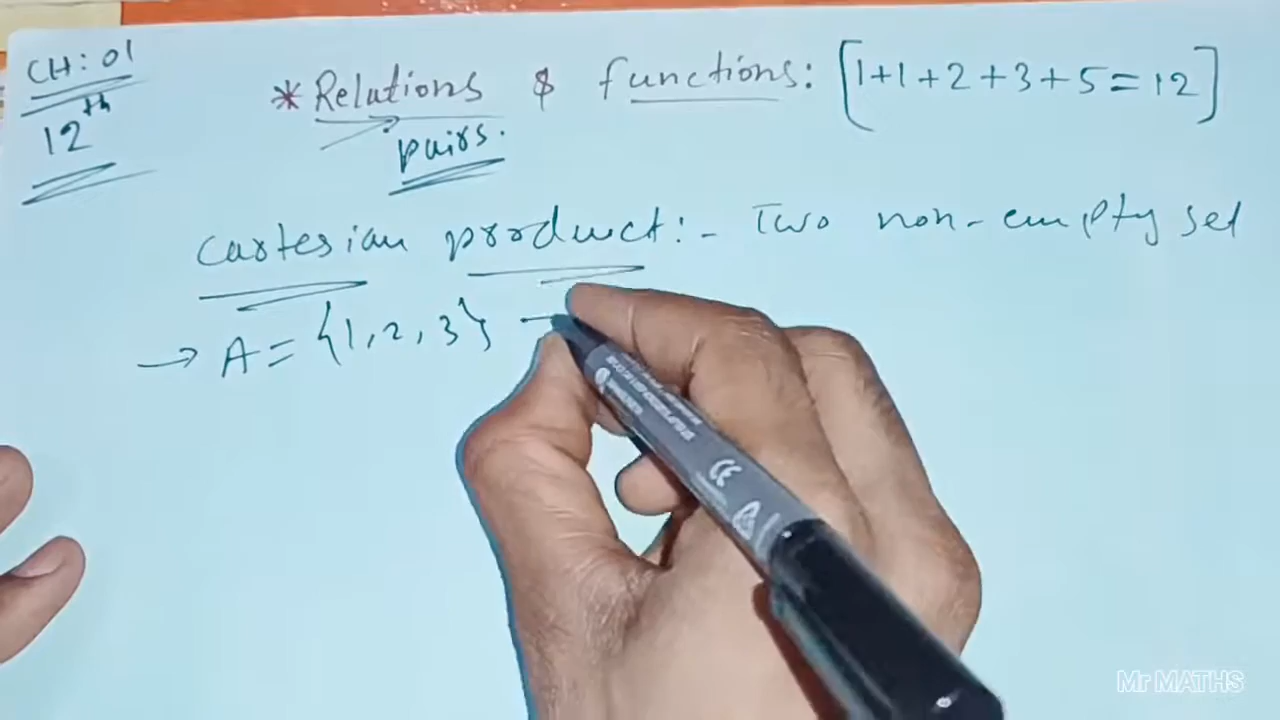 CH: 01
12th
*Relations & functions: [1+1+2+3+5=12]
pairs.
cartesian product:- Two non-empty set
→ A = {1, 2, 3} -
CE
Mr MATHS